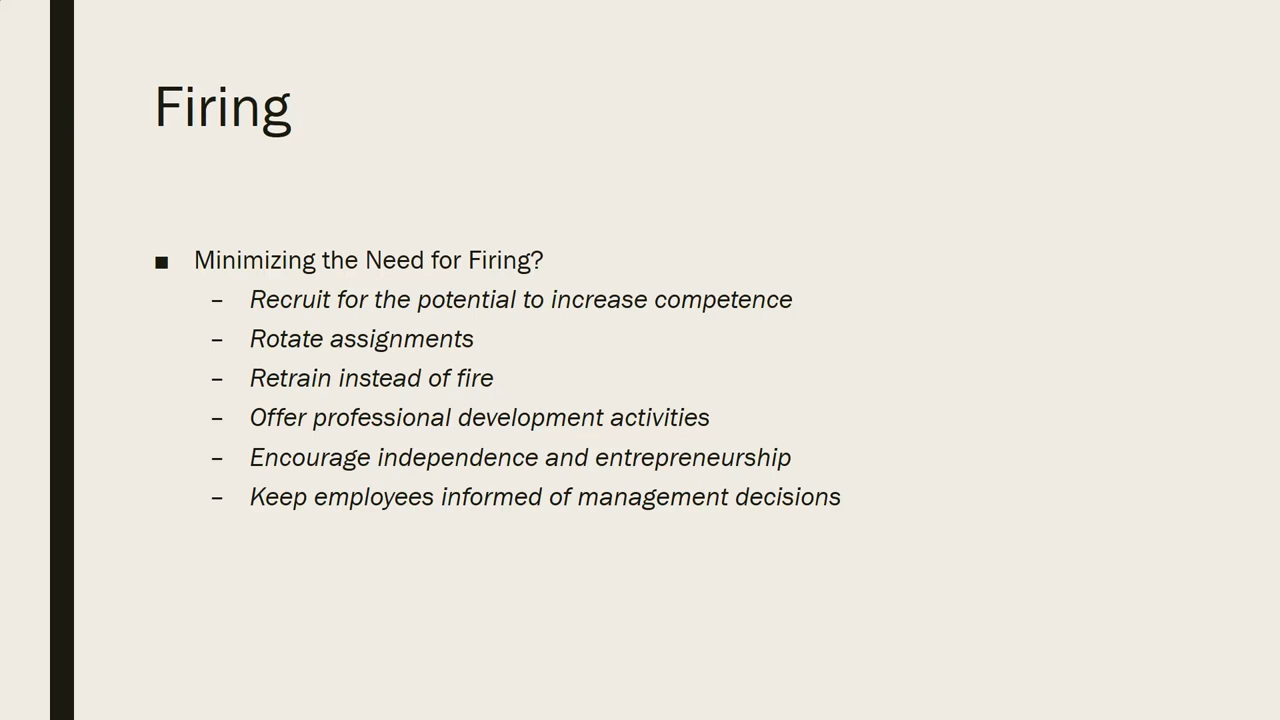 Firing
■ Minimizing the Need for Firing?
– Recruit for the potential to increase competence
– Rotate assignments
– Retrain instead of fire
– Offer professional development activities
– Encourage independence and entrepreneurship
– Keep employees informed of management decisions